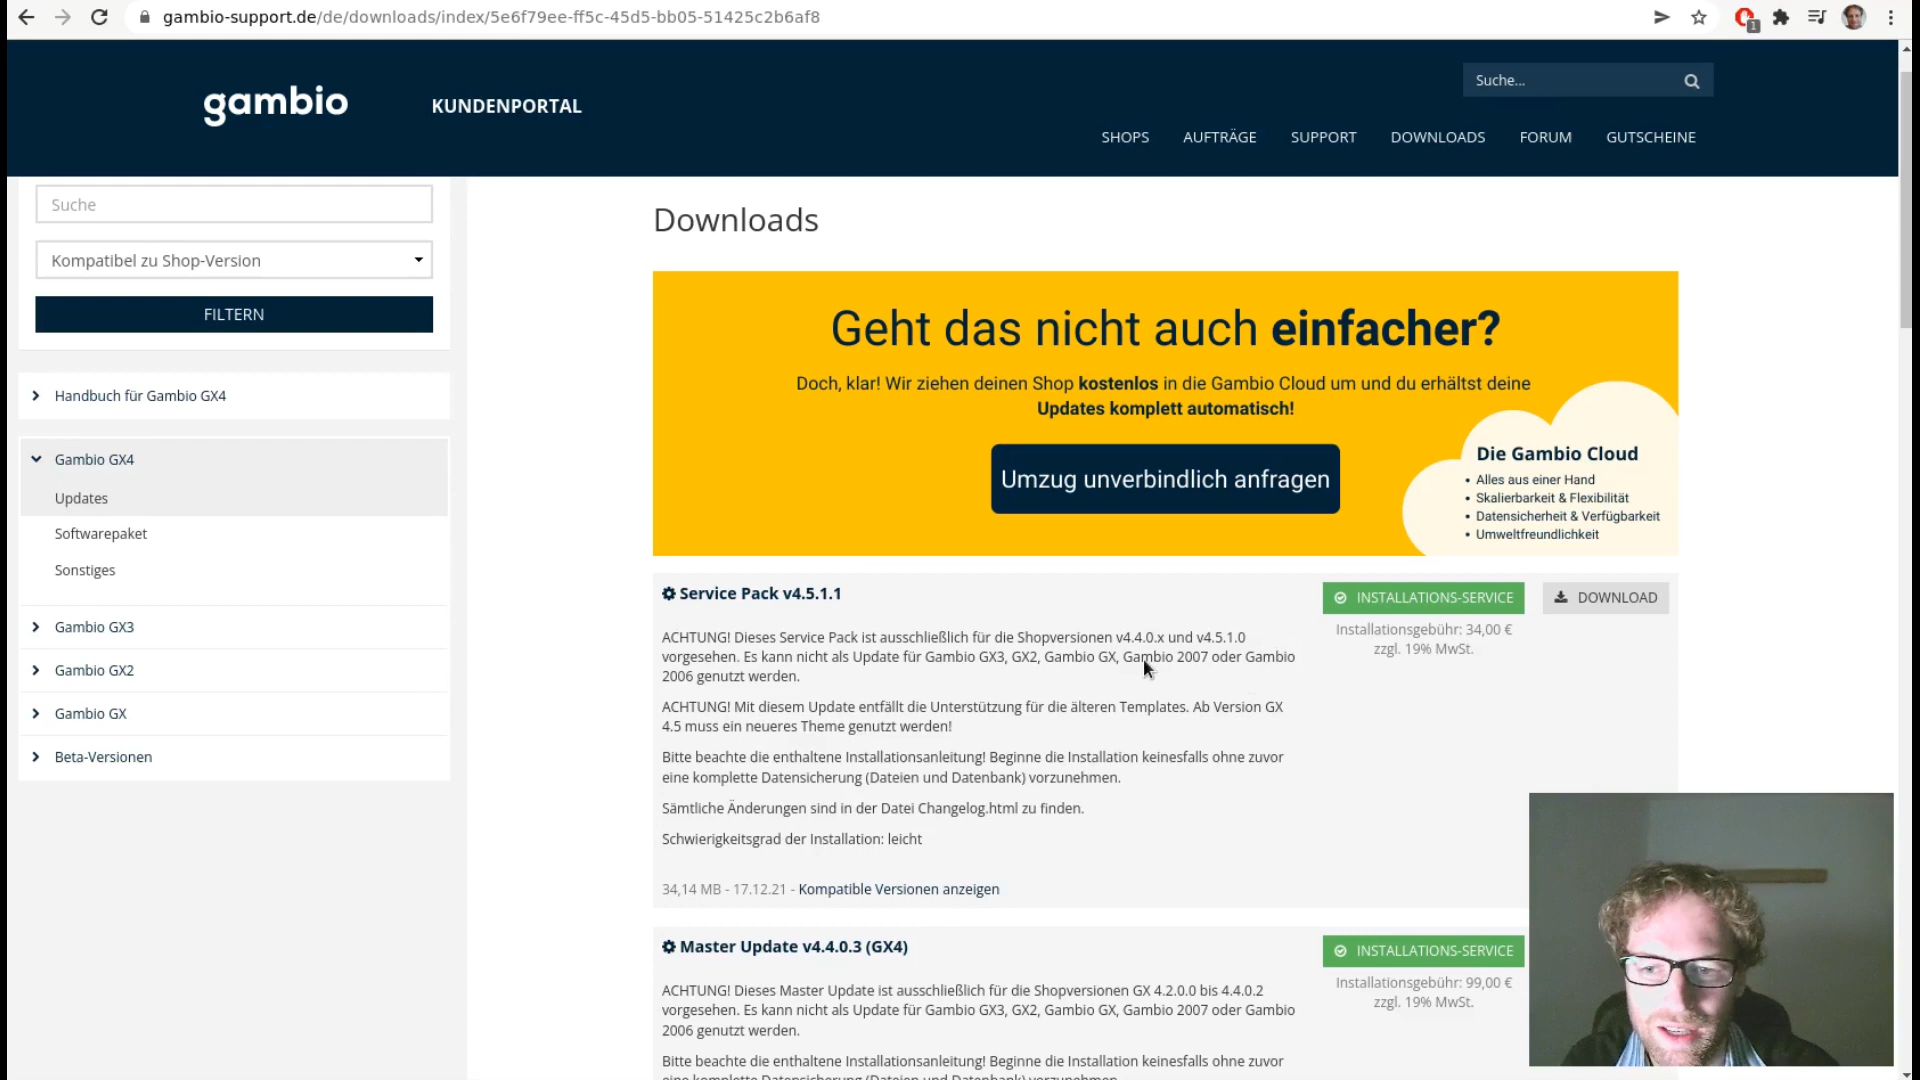 gambio-support.de/de/downloads/index/5e6f79ee-ff5c-45d5-bb05-51425c2b6af8
1
gambio
KUNDENPORTAL
Suche...
SHOPS
AUFTRÄGE
SUPPORT
DOWNLOADS
FORUM
GUTSCHEINE
Suche
Kompatibel zu Shop-Version
FILTERN
Handbuch für Gambio GX4
Gambio GX4
Updates
Softwarepaket
Sonstiges
Gambio GX3
Gambio GX2
Gambio GX
Beta-Versionen
Downloads
Geht das nicht auch einfacher?
Doch, klar! Wir ziehen deinen Shop kostenlos in die Gambio Cloud um und du erhältst deine
Updates komplett automatisch!
Umzug unverbindlich anfragen
Die Gambio Cloud
• Alles aus einer Hand
• Skalierbarkeit & Flexibilität
• Datensicherheit & Verfügbarkeit
• Umweltfreundlichkeit
Service Pack v4.5.1.1
INSTALLATIONS-SERVICE
DOWNLOAD
Installationsgebühr: 34,00 €
zzgl. 19% MwSt.
ACHTUNG! Dieses Service Pack ist ausschließlich für die Shopversionen v4.4.0.x und v4.5.1.0
vorgesehen. Es kann nicht als Update für Gambio GX3, GX2, Gambio GX, Gambio 2007 oder Gambio
2006 genutzt werden.
ACHTUNG! Mit diesem Update entfällt die Unterstützung für die älteren Templates. Ab Version GX
4.5 muss ein neueres Theme genutzt werden!
Bitte beachte die enthaltene Installationsanleitung! Beginne die Installation keinesfalls ohne zuvor
eine komplette Datensicherung (Dateien und Datenbank) vorzunehmen.
Sämtliche Änderungen sind in der Datei Changelog.html zu finden.
Schwierigkeitsgrad der Installation: leicht
34,14 MB - 17.12.21 - Kompatible Versionen anzeigen
Master Update v4.4.0.3 (GX4)
INSTALLATIONS-SERVICE
Installationsgebühr: 99,00 €
zzgl. 19% MwSt.
ACHTUNG! Dieses Master Update ist ausschließlich für die Shopversionen GX 4.2.0.0 bis 4.4.0.2
vorgesehen. Es kann nicht als Update für Gambio GX3, GX2, Gambio GX, Gambio 2007 oder Gambio
2006 genutzt werden.
Bitte beachte die enthaltene Installationsanleitung! Beginne die Installation keinesfalls ohne zuvor
eine komplette Datensicherung (Dateien und Datenbank) vorzunehmen.